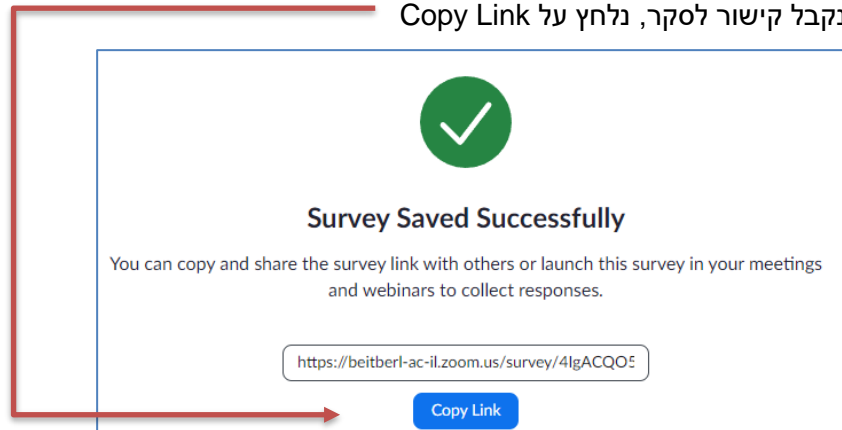 נקבל קישור לסקר, נלחץ על Copy Link
Survey Saved Successfully
You can copy and share the survey link with others or launch this survey in your meetings
and webinars to collect responses.
https://beitberl-ac-il.zoom.us/survey/4IgACQO5
Copy Link